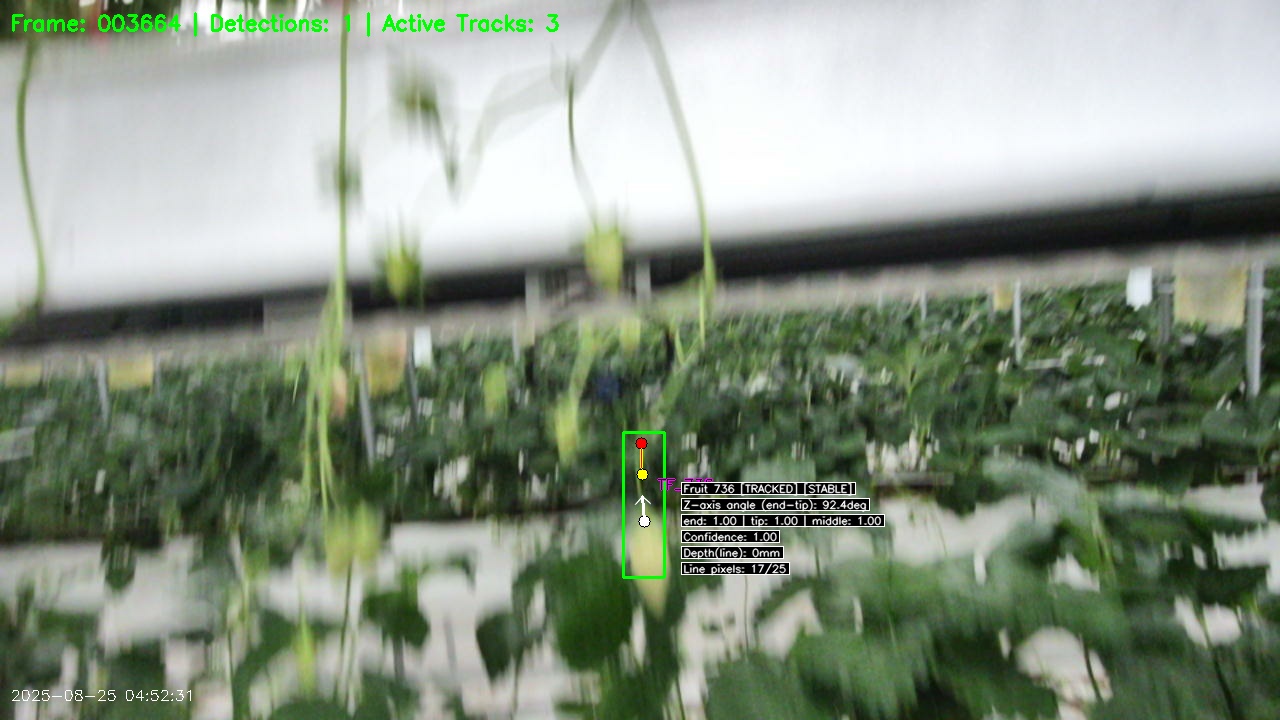 Frame: 003664 | Detections: 1 | Active Tracks: 3
Fruit 736 [TRACKED] [STABLE]
Z-axis angle (end-tip): 92.4deg
end: 1.00 | tip: 1.00 | middle: 1.00
Confidence: 1.00
Depth(line): 0mm
Line pixels: 17/25
2025-08-25 04:52:31